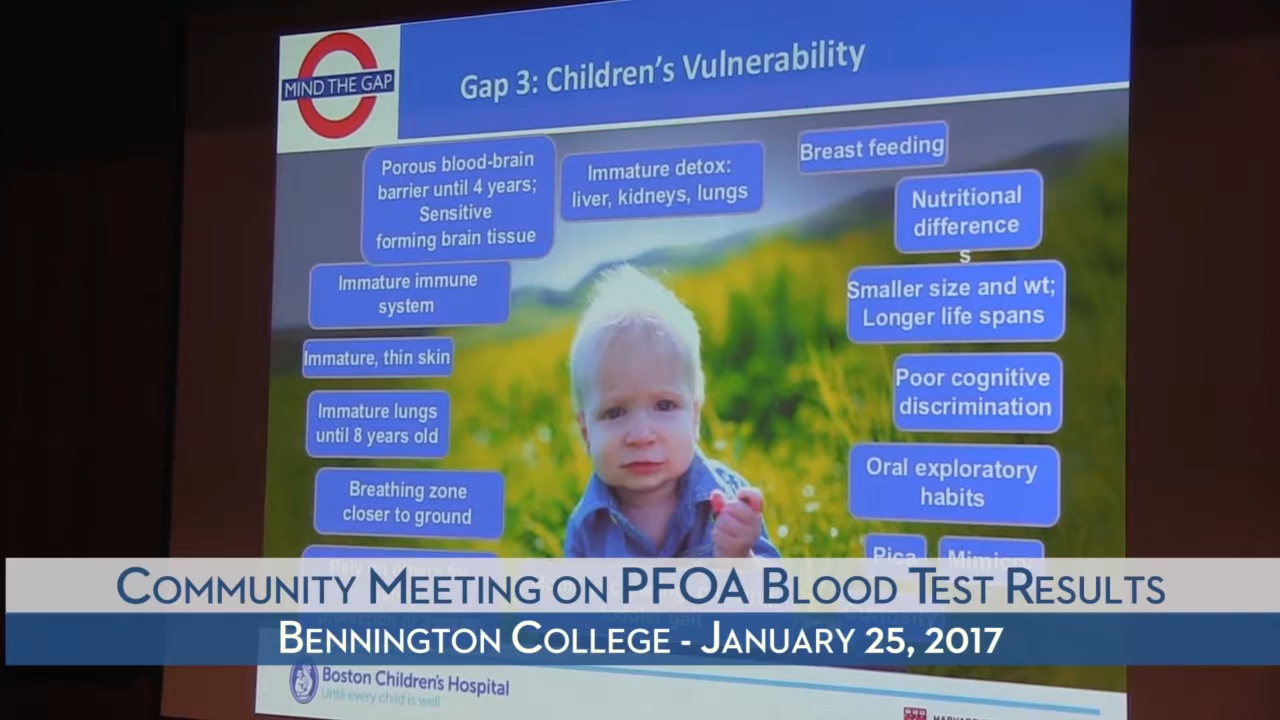 MIND THE GAP
Gap 3: Children's Vulnerability
Porous blood-brain
barrier until 4 years;
Sensitive
forming brain tissue
Immature detox:
liver, kidneys, lungs
Breast feeding
Nutritional
difference
s
Immature immune
system
Smaller size and wt;
Longer life spans
Immature, thin skin
Poor cognitive
discrimination
Immature lungs
until 8 years old
Oral exploratory
habits
Breathing zone
closer to ground
Pica
Mimicry
COMMUNITY MEETING ON PFOA BLOOD TEST RESULTS
BENNINGTON COLLEGE - JANUARY 25, 2017
Boston Children's Hospital
Until every child is well